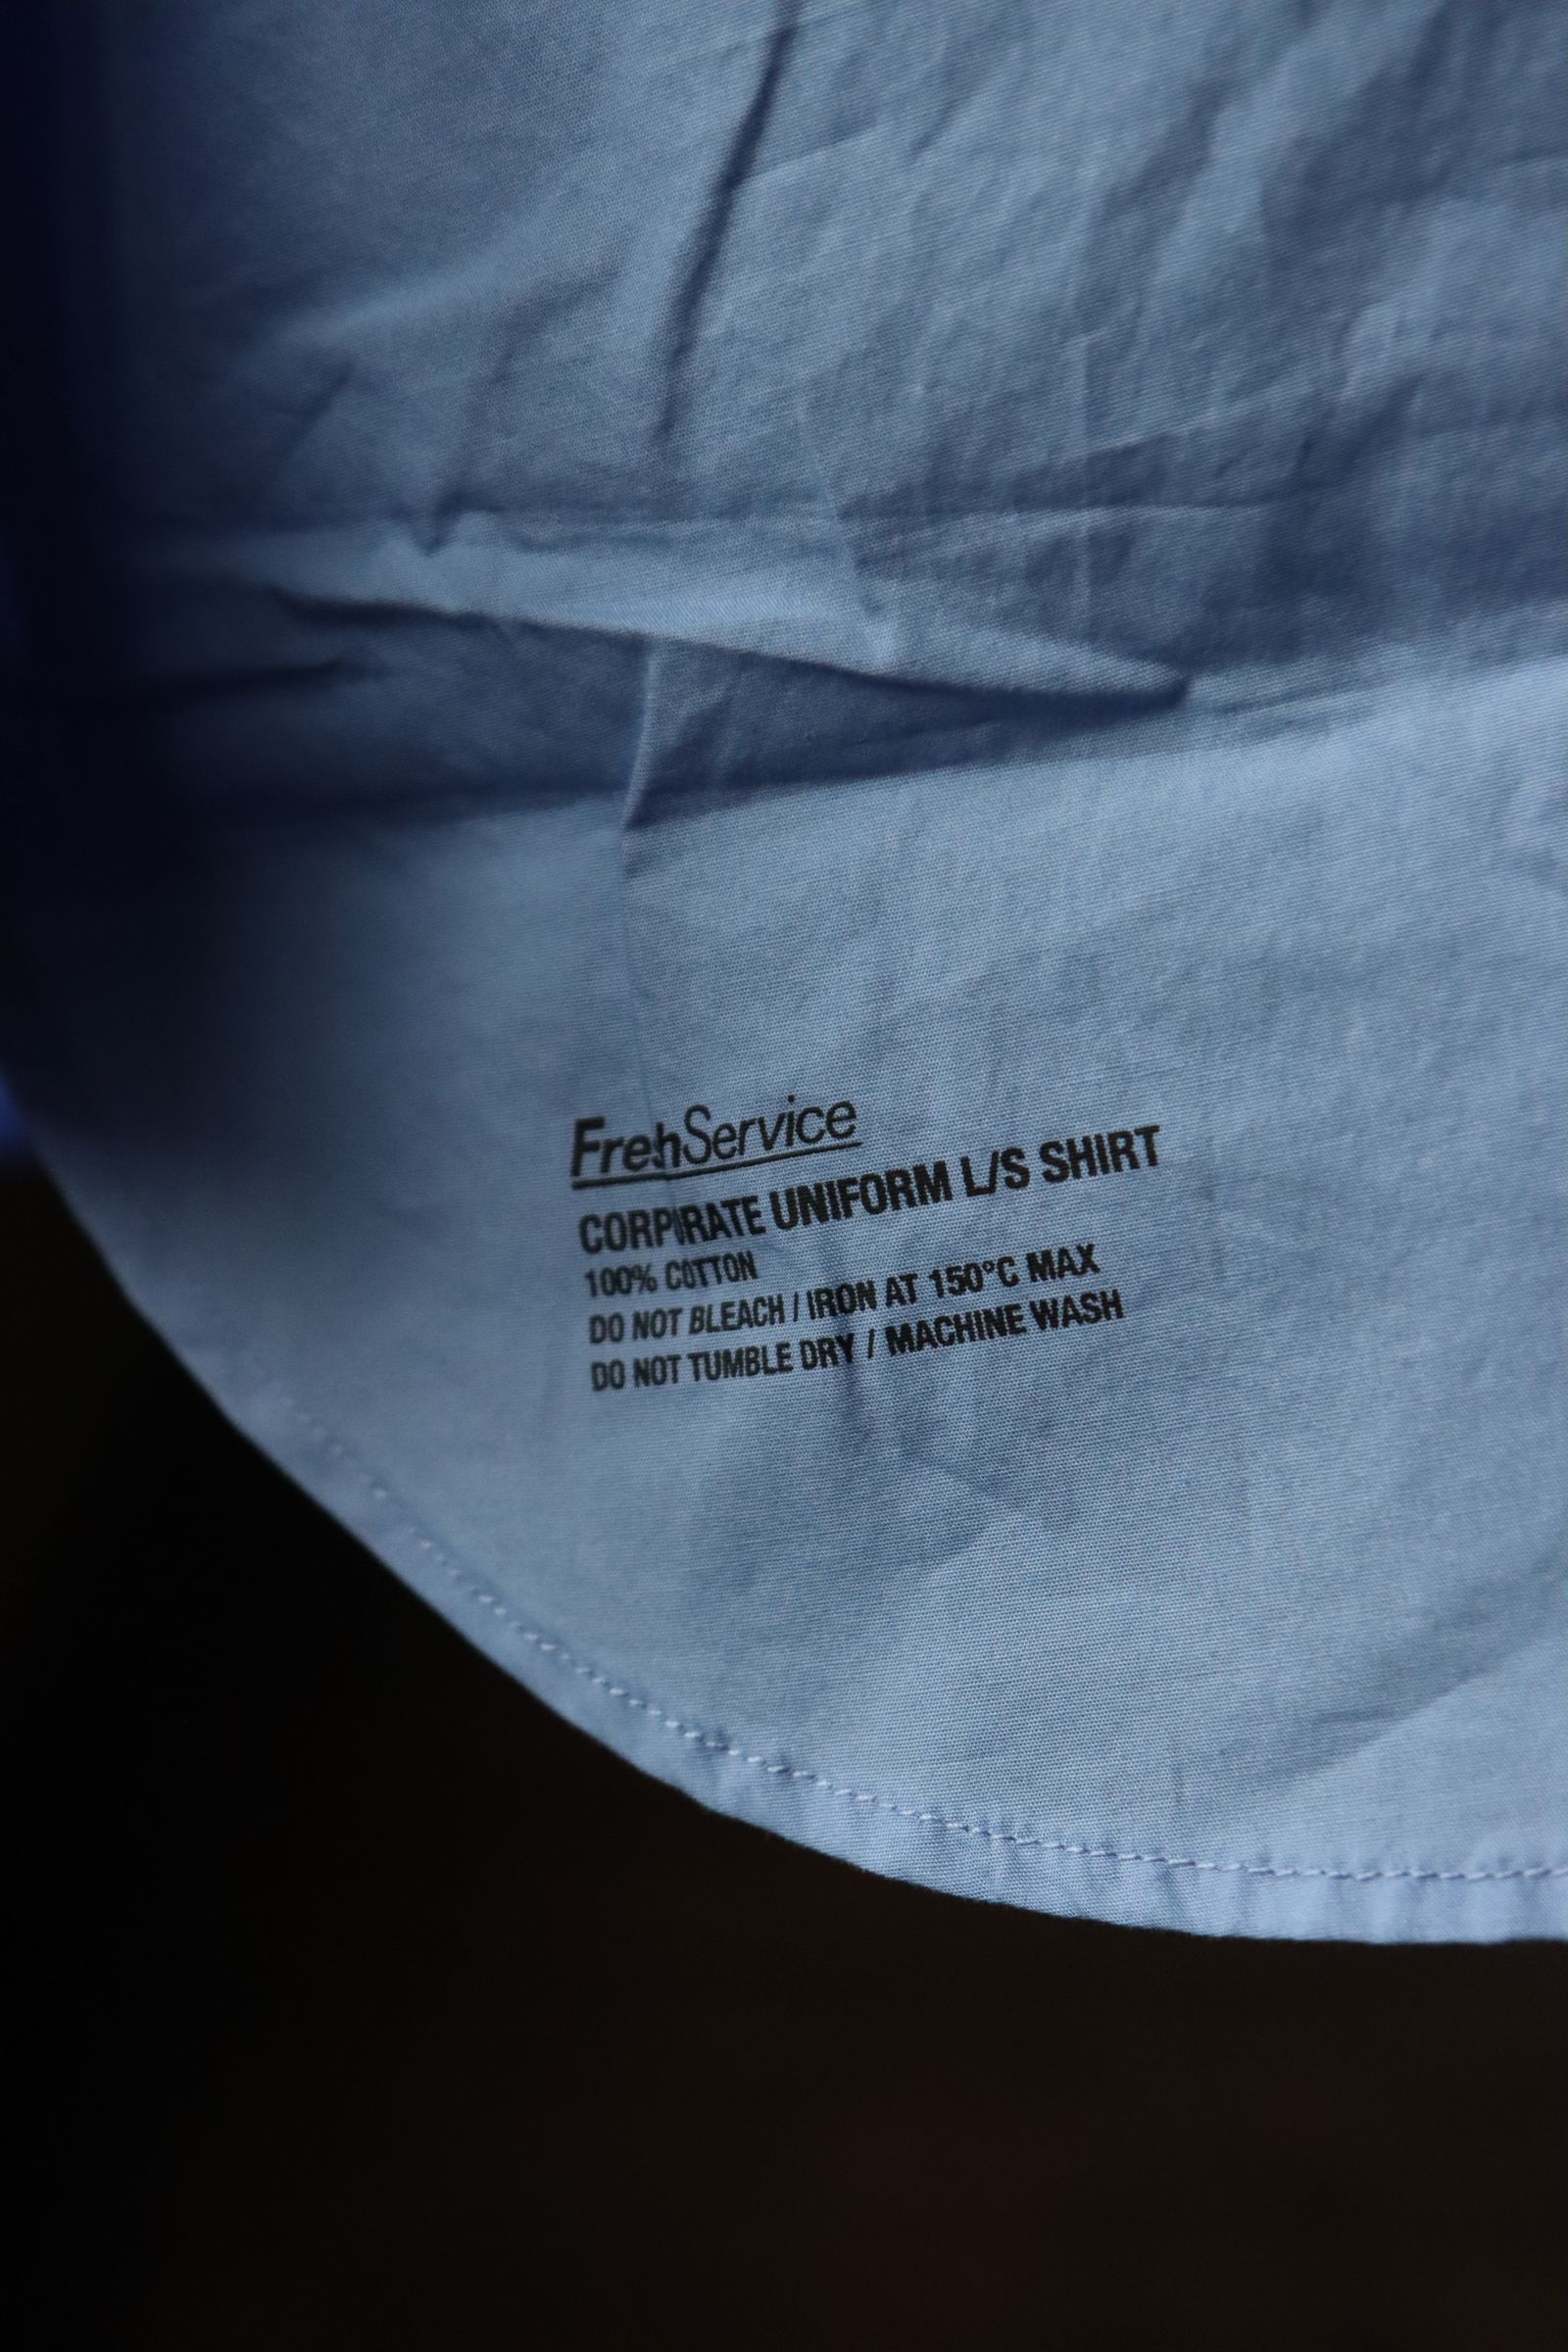 FreshService
CORPORATE UNIFORM L/S SHIRT
100% COTTON
DO NOT BLEACH / IRON AT 150°C MAX
DO NOT TUMBLE DRY / MACHINE WASH